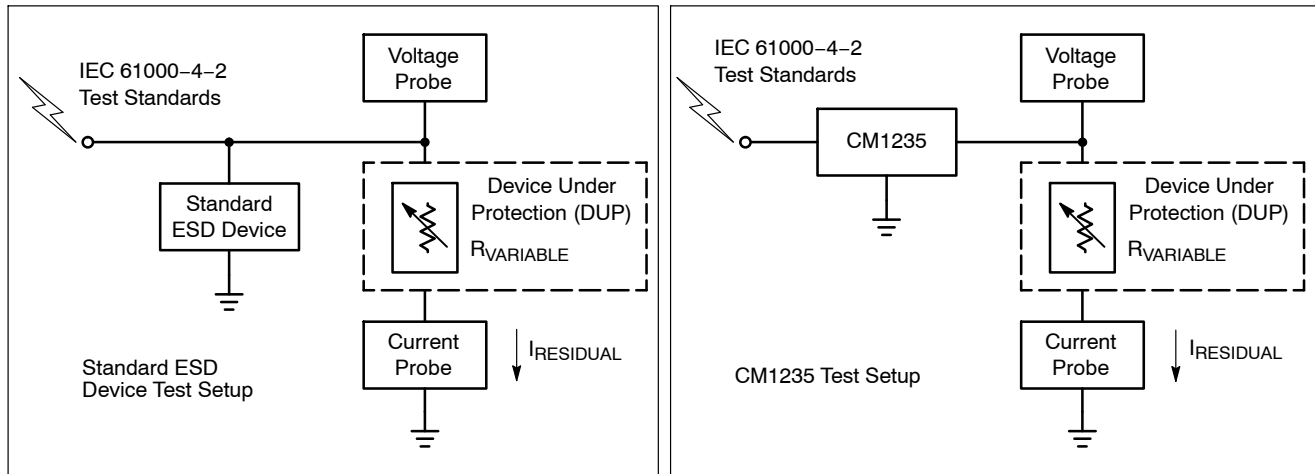 IEC 61000−4−2
Test Standards
Voltage
Probe
Standard
ESD Device
Device Under
Protection (DUP)
RVARIABLE
Current
Probe
IRESIDUAL
Standard ESD
Device Test Setup
IEC 61000−4−2
Test Standards
Voltage
Probe
CM1235
Device Under
Protection (DUP)
RVARIABLE
Current
Probe
IRESIDUAL
CM1235 Test Setup